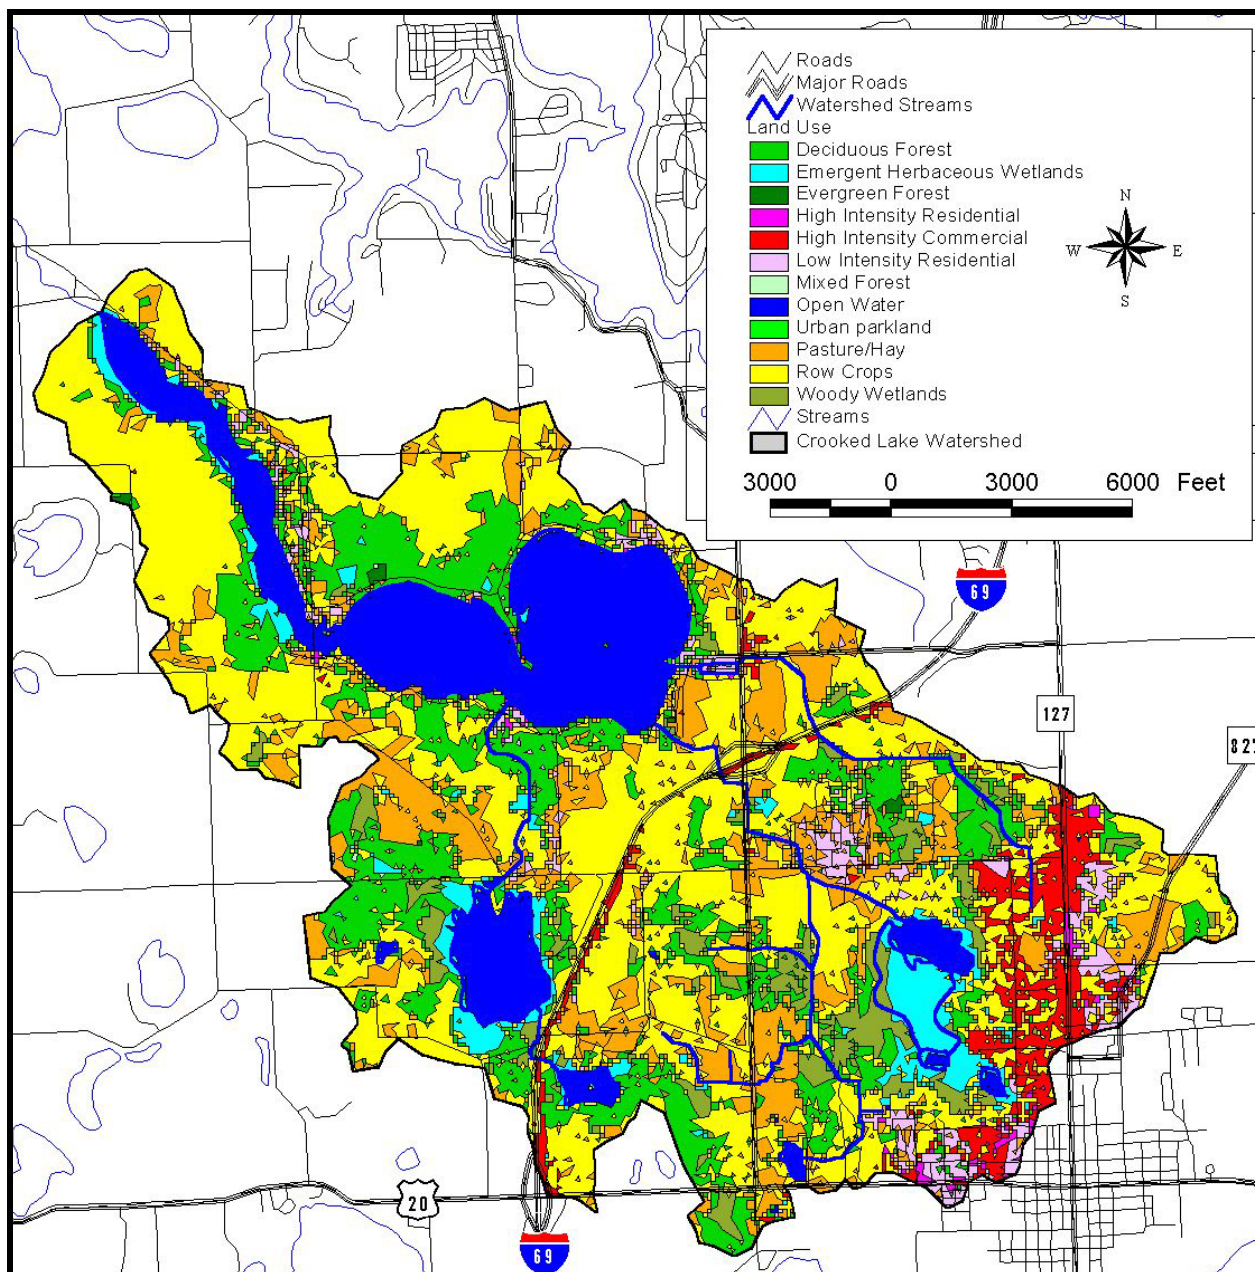 Roads
Major Roads
Watershed Streams
Land Use
Deciduous Forest
Emergent Herbaceous Wetlands
Evergreen Forest
High Intensity Residential
High Intensity Commercial
Low Intensity Residential
Mixed Forest
Open Water
Urban parkland
Pasture/Hay
Row Crops
Woody Wetlands
Streams
Crooked Lake Watershed
N
W E
S
3000 0 3000 6000 Feet
69
127
827
20
69